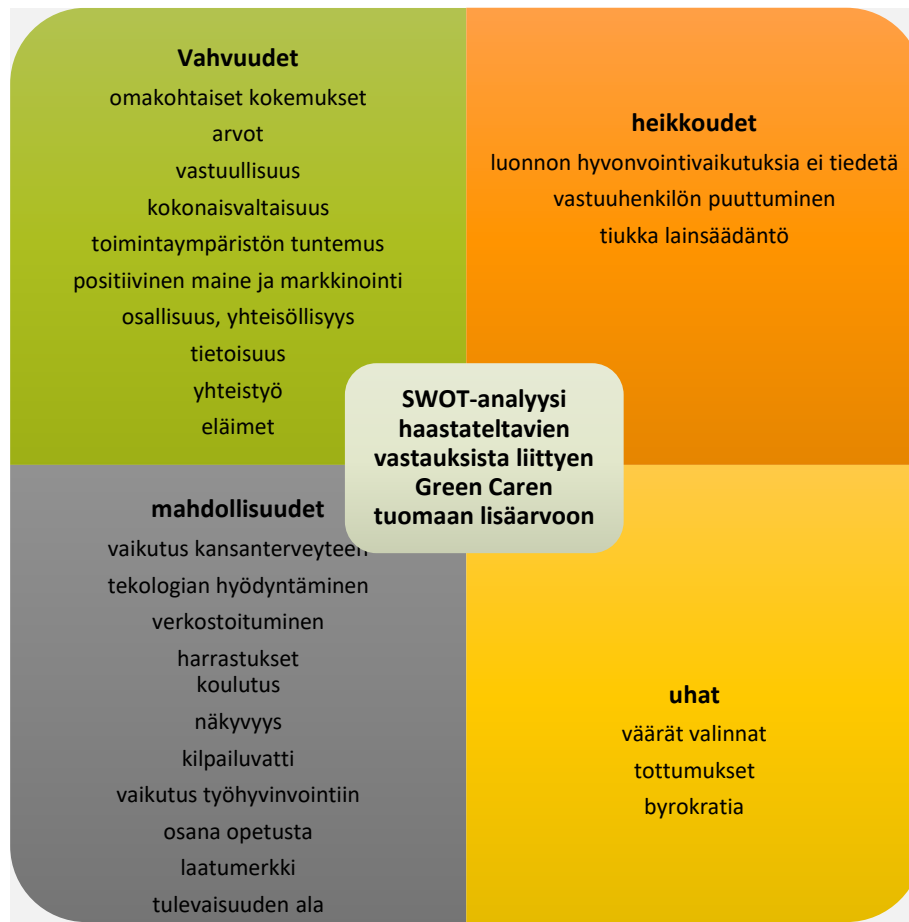 Vahvuudet
omakohtaiset kokemukset
arvot
vastuullisuus
kokonaisvaltaisuus
toimintaympäristön tuntemus
positiivinen maine ja markkinointi
osallisuus, yhteisöllisyys
tietoisuus
yhteistyö
eläimet
heikkoudet
luonnon hyvonvointivaikutuksia ei tiedetä
vastuuhenkilön puuttuminen
tiukka lainsäädäntö
SWOT-analyysi
haastateltavien
vastauksista liittyen
Green Caren
tuomaan lisäarvoon
mahdollisuudet
vaikutus kansanterveyteen
tekologian hyödyntäminen
verkostoituminen
harrastukset
koulutus
näkyvyys
kilpailuvatti
vaikutus työhyvinvointiin
osana opetusta
laatumerkki
tulevaisuuden ala
uhat
väärät valinnat
tottumukset
byrokratia